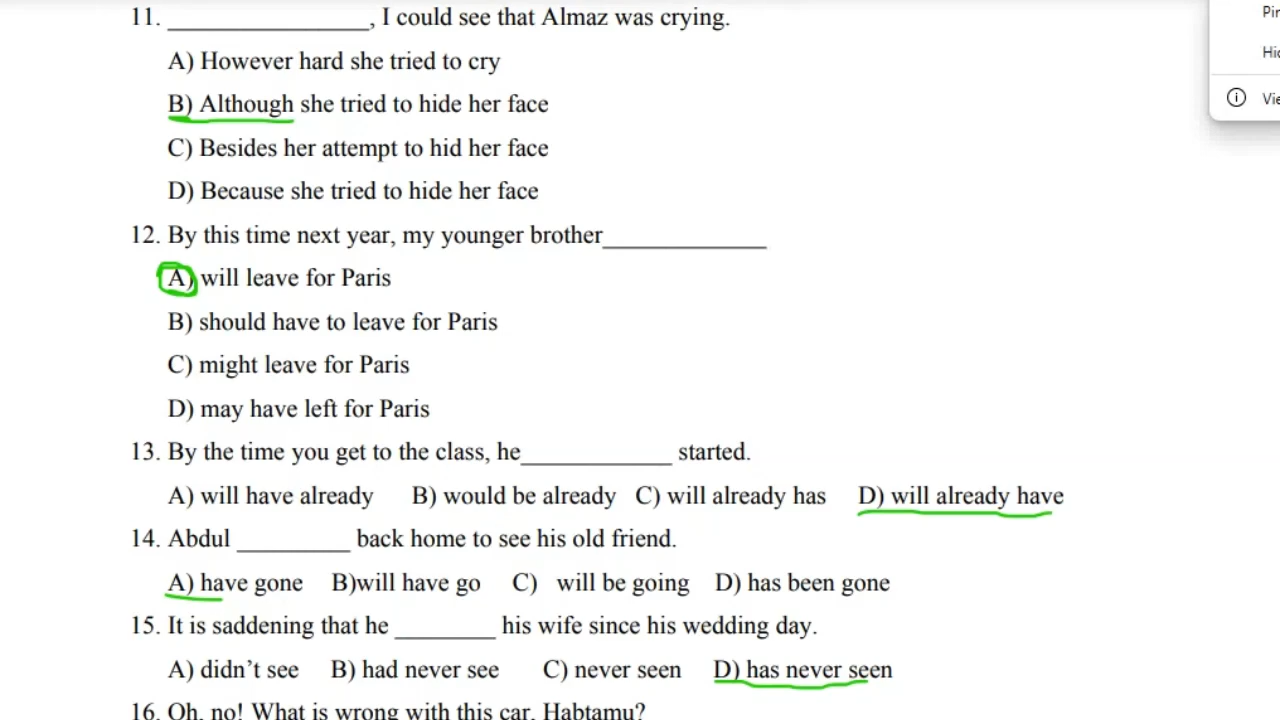 11. ________________, I could see that Almaz was crying.
A) However hard she tried to cry
B) Although she tried to hide her face
C) Besides her attempt to hid her face
D) Because she tried to hide her face
12. By this time next year, my younger brother_____________
A) will leave for Paris
B) should have to leave for Paris
C) might leave for Paris
D) may have left for Paris
13. By the time you get to the class, he____________ started.
A) will have already B) would be already C) will already has D) will already have
14. Abdul _________ back home to see his old friend.
A) have gone B)will have go C) will be going D) has been gone
15. It is saddening that he ________ his wife since his wedding day.
A) didn’t see B) had never see C) never seen D) has never seen
16. Oh, no! What is wrong with this car, Habtamu?